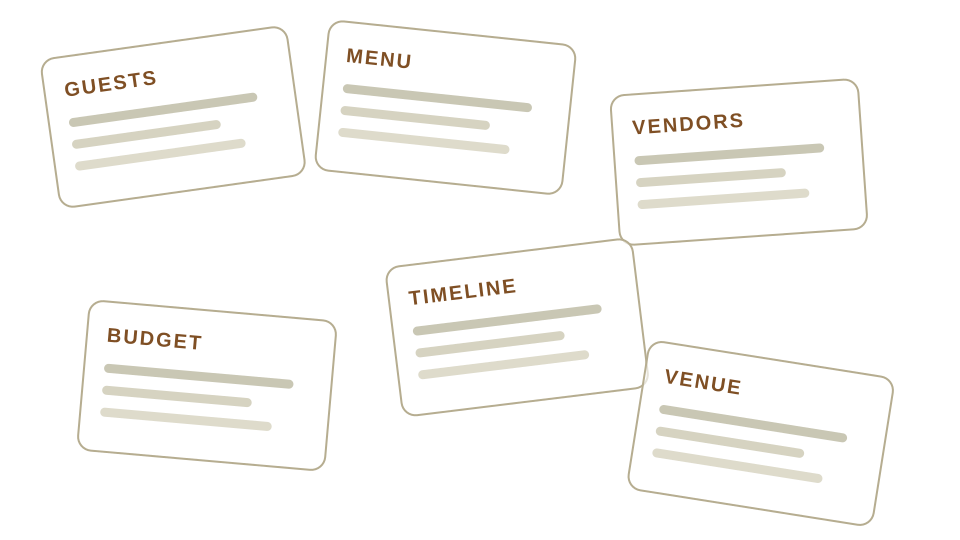 GUESTS
MENU
VENDORS
TIMELINE
BUDGET
VENUE